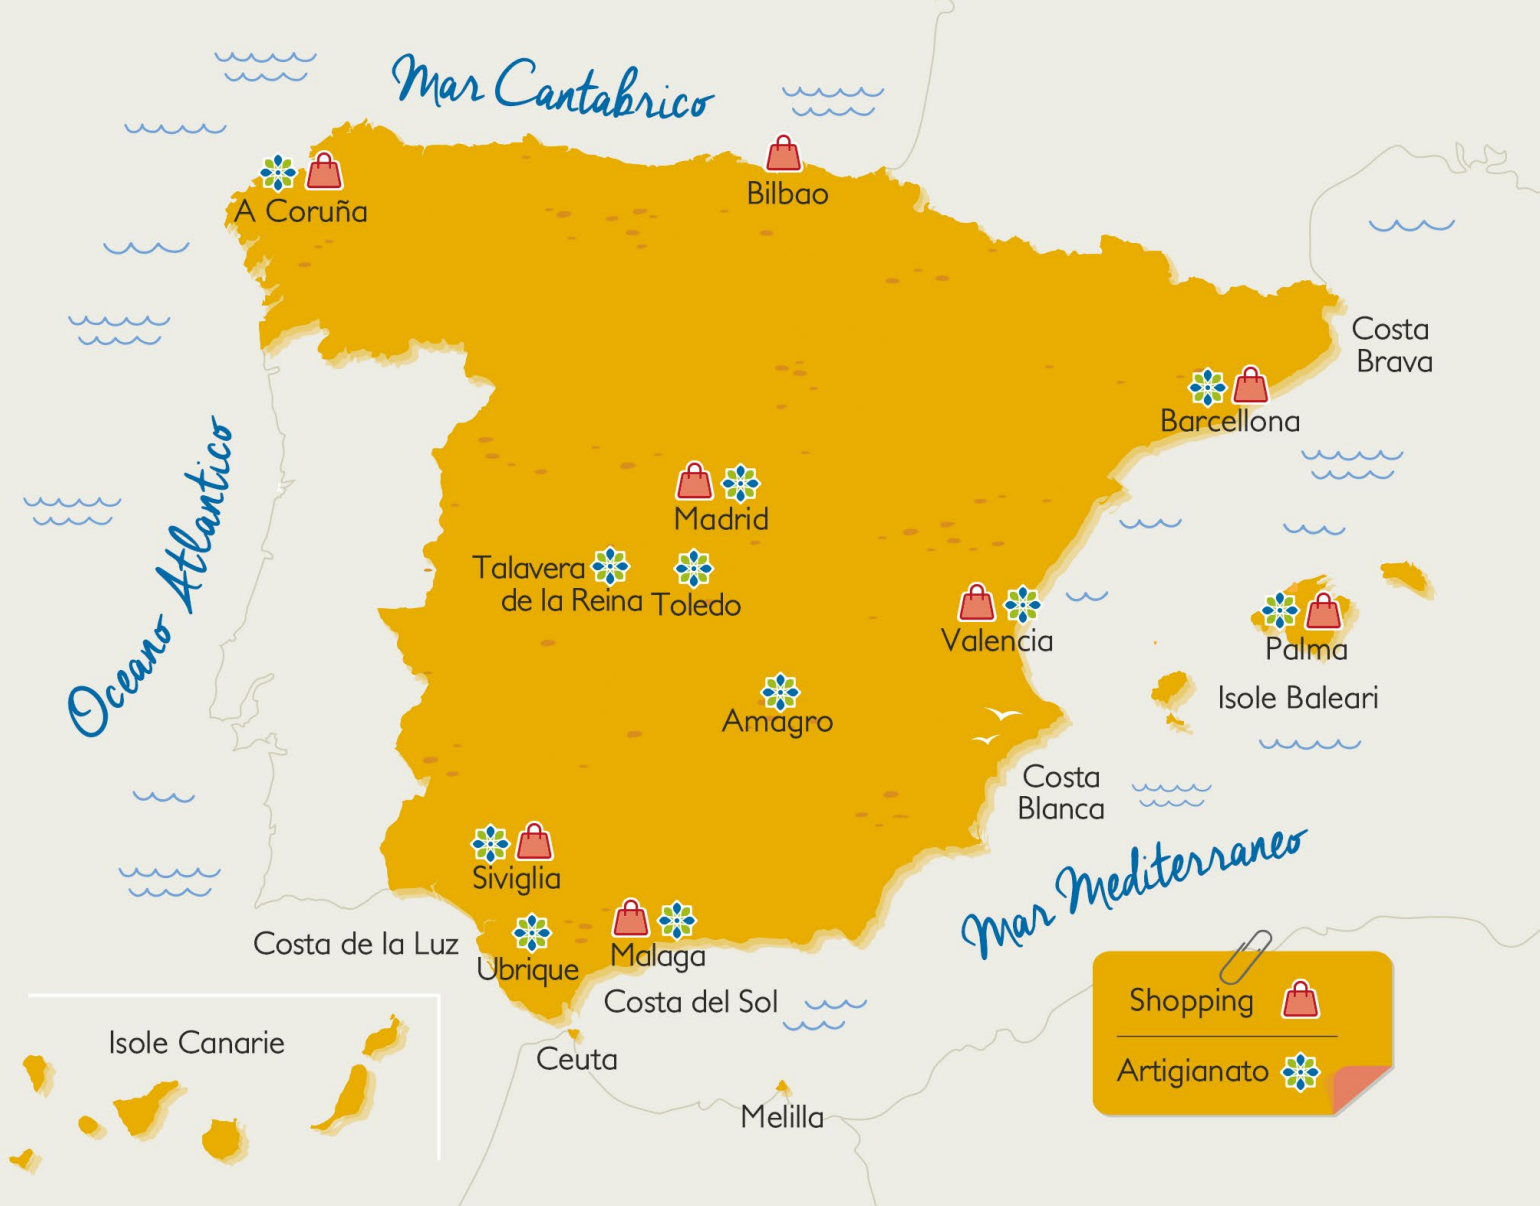 Mar Cantabrico
A Coruña
Bilbao
Costa
Brava
Barcellona
Oceano Atlantico
Madrid
Talavera
de la Reina
Toledo
Valencia
Palma
Isole Baleari
Amagro
Costa
Blanca
Mar Mediterraneo
Siviglia
Costa de la Luz
Ubrique
Malaga
Costa del Sol
Isole Canarie
Ceuta
Melilla
Shopping
Artigianato